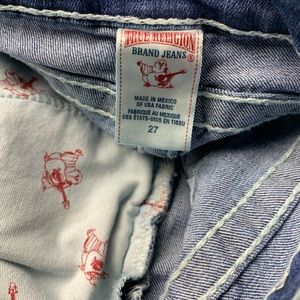 TRUE RELIGION
BRAND JEANS
MADE IN MEXICO
OF USA FABRIC
FABRIQUÉ AU MEXIQUE
DES ÉTATS-UNIS EN TISSU
27